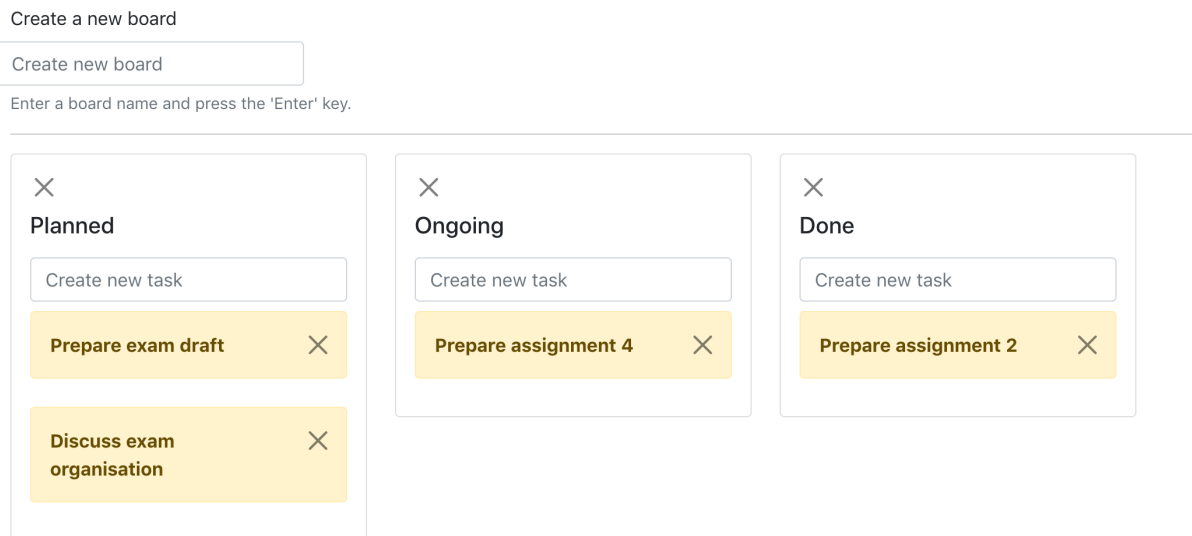 Create a new board
Create new board
Enter a board name and press the 'Enter' key.
Planned
Create new task
Prepare exam draft
Discuss exam
organisation
Ongoing
Create new task
Prepare assignment 4
Done
Create new task
Prepare assignment 2